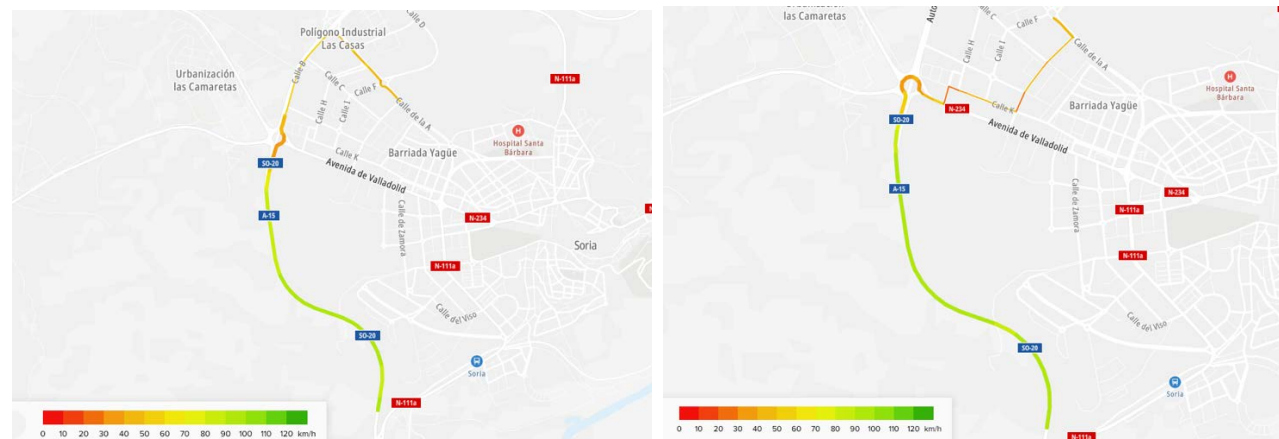 Calle D
Polígono Industrial
Las Casas
Urbanización
las Camaretas
Calle B
Calle C
Calle F
Calle H
Calle I
Calle de la A
N-111a
H
Hospital Santa
Bárbara
Calle K
Barriada Yagüe
Avenida de Valladolid
SO-20
A-15
Calle de Zamora
N-234
Soria
N-111a
Calle del Viso
SO-20
Soria
N-111a
0 10 20 30 40 50 60 70 80 90 100 110 120 km/h
Urbanización
las Camaretas
Auto
Calle C
Calle F
Calle H
Calle I
Calle de la A
H
Hospital Santa
Bárbara
N-234
Calle K
Barriada Yagüe
SO-20
Avenida de Valladolid
A-15
Calle de Zamora
N-234
N-111a
N-111a
Calle del Viso
SO-20
Soria
N-111a
0 10 20 30 40 50 60 70 80 90 100 110 120 km/h